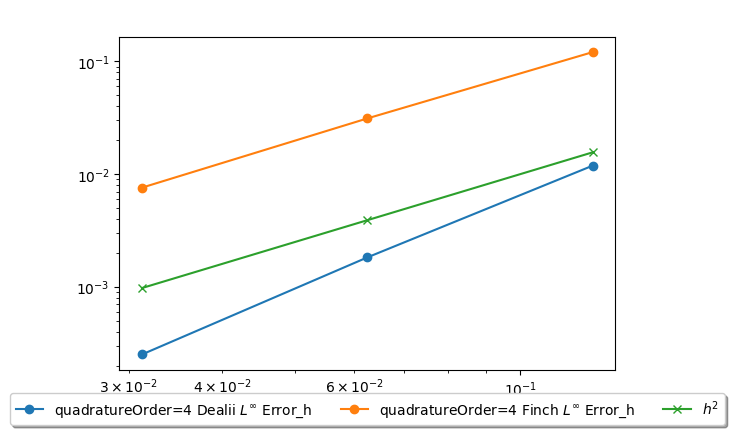 10⁻¹
10⁻²
10⁻³
3 × 10⁻² 4 × 10⁻² 6 × 10⁻² 10⁻¹
quadratureOrder=4 Dealii L^∞ Error_h quadratureOrder=4 Finch L^∞ Error_h h²